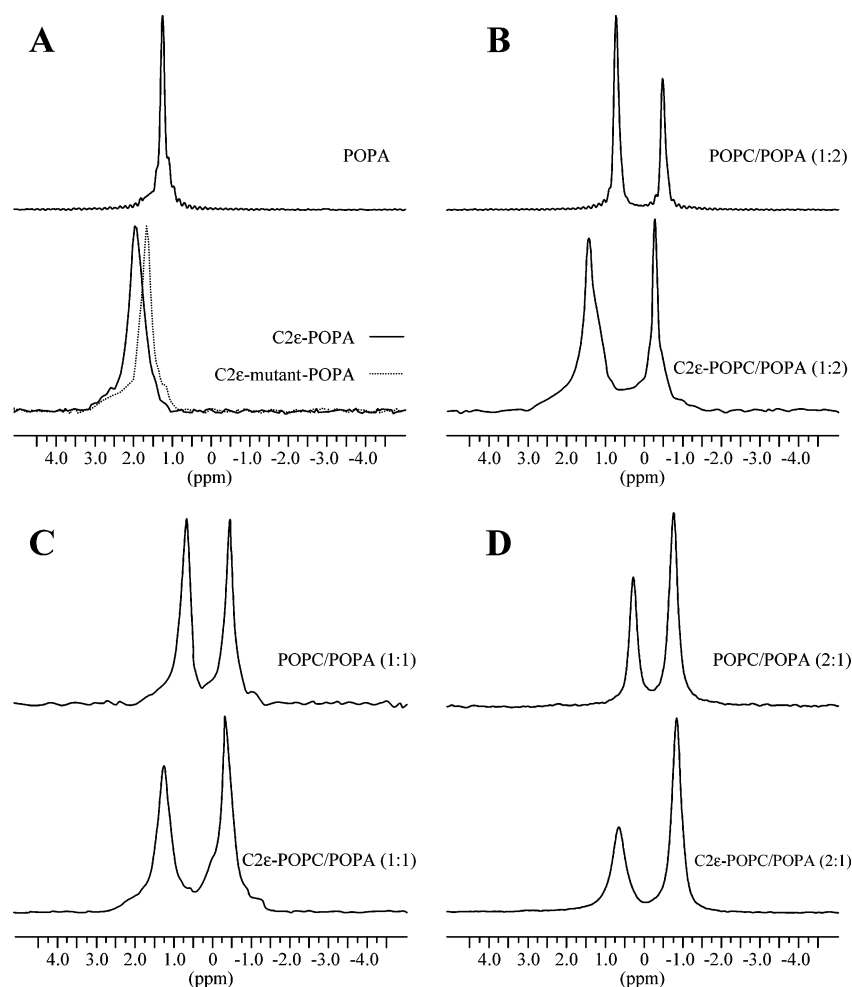 A
POPA
C2ε-POPA
C2ε-mutant-POPA
4.0 3.0 2.0 1.0 0 -1.0 -2.0 -3.0 -4.0
(ppm)
B
POPC/POPA (1:2)
C2ε-POPC/POPA (1:2)
4.0 3.0 2.0 1.0 0 -1.0 -2.0 -3.0 -4.0
(ppm)
C
POPC/POPA (1:1)
C2ε-POPC/POPA (1:1)
4.0 3.0 2.0 1.0 0 -1.0 -2.0 -3.0 -4.0
(ppm)
D
POPC/POPA (2:1)
C2ε-POPC/POPA (2:1)
4.0 3.0 2.0 1.0 0 -1.0 -2.0 -3.0 -4.0
(ppm)